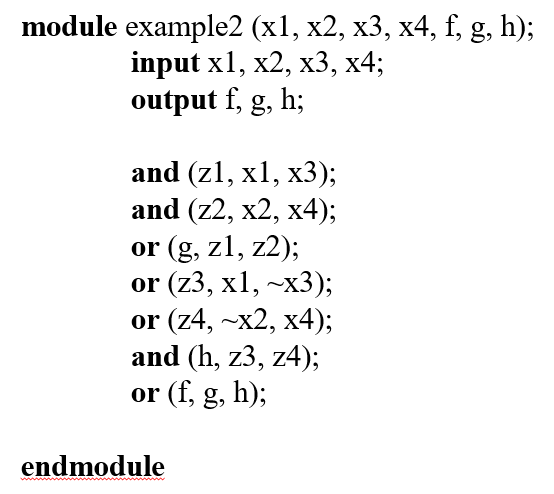 module example2 (x1, x2, x3, x4, f, g, h);
input x1, x2, x3, x4;
output f, g, h;
and (z1, x1, x3);
and (z2, x2, x4);
or (g, z1, z2);
or (z3, x1, ~x3);
or (z4, ~x2, x4);
and (h, z3, z4);
or (f, g, h);
endmodule